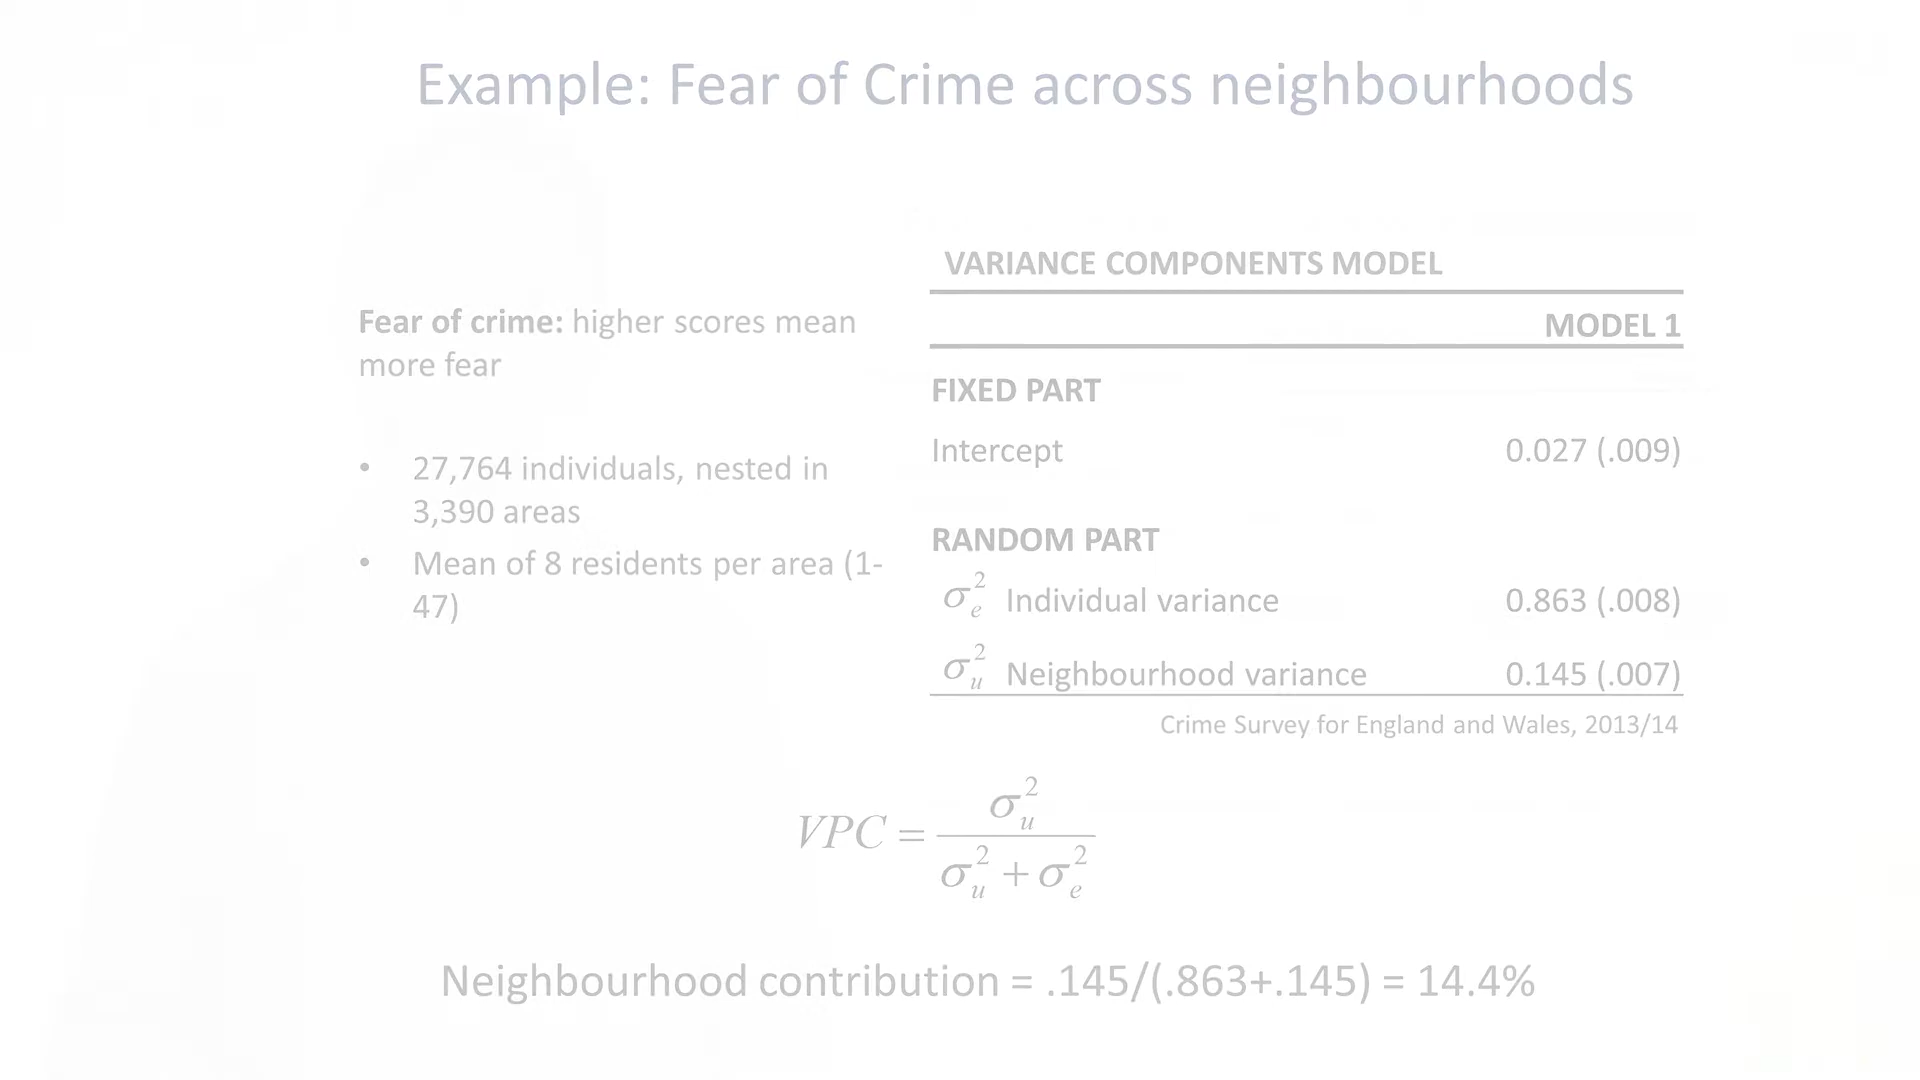 Example: Fear of Crime across neighbourhoods
Fear of crime: higher scores mean
more fear
• 27,764 individuals, nested in
3,390 areas
• Mean of 8 residents per area (1-
47)
VARIANCE COMPONENTS MODEL
MODEL 1
FIXED PART
Intercept 0.027 (.009)
RANDOM PART
σ²e Individual variance 0.863 (.008)
σ²u Neighbourhood variance 0.145 (.007)
Crime Survey for England and Wales, 2013/14
VPC = σ²u / (σ²u + σ²e)
Neighbourhood contribution = .145/(.863+.145) = 14.4%